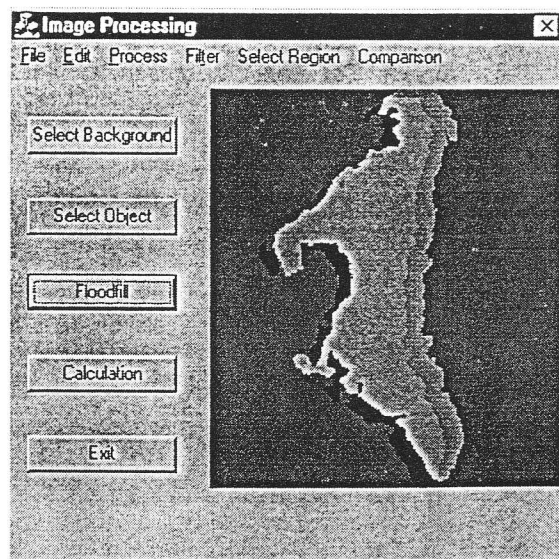 Image Processing
File Edit Process Filter Select Region Comparison
Select Background
Select Object
Floodfill
Calculation
Exit